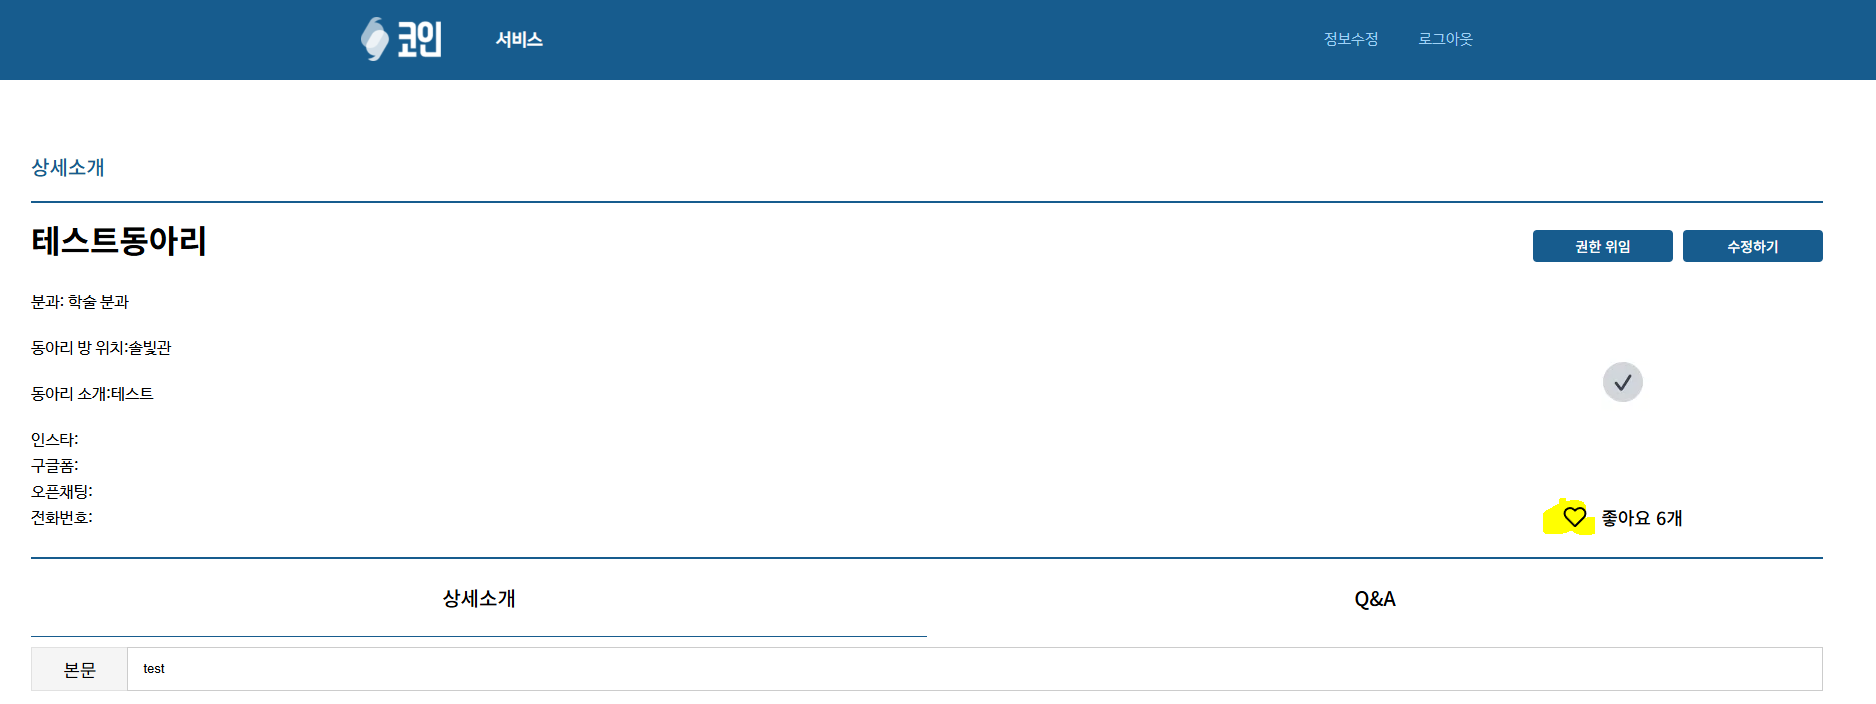 코인 서비스 정보수정 로그아웃
상세소개
테스트동아리 권한 위임 수정하기
분과: 학술 분과
동아리 방 위치:솔빛관
동아리 소개:테스트
인스타:
구글폼:
오픈채팅:
전화번호: 좋아요 6개
상세소개 Q&A
본문 test